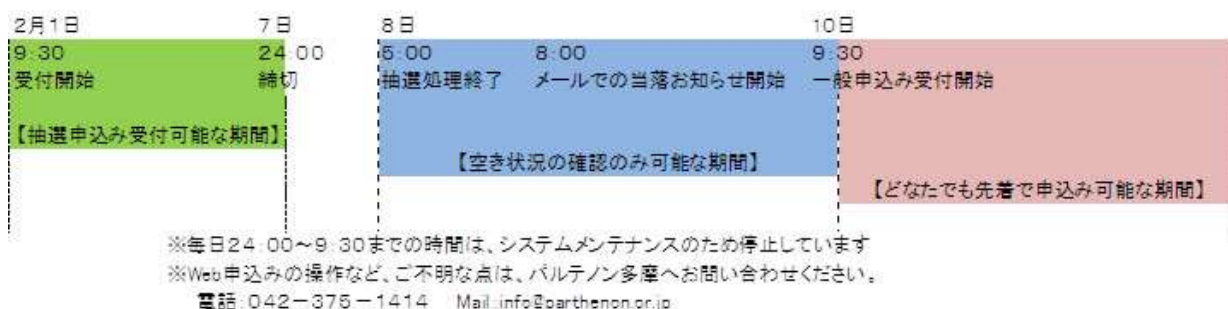 2月1日 7日 8日 10日
9:30 24:00 5:00 8:00 9:30
受付開始 締切 抽選処理終了 メールでの当落お知らせ開始 一般申込み受付開始
【抽選申込み受付可能な期間】
【空き状況の確認のみ可能な期間】
【どなたでも先着で申込み可能な期間】
※毎日24:00～9:30までの時間は、システムメンテナンスのため停止しています
※Web申込みの操作など、ご不明な点は、パルテノン多摩へお問い合わせください。
電話:042－375－1414 Mail:info@parthenon.or.jp